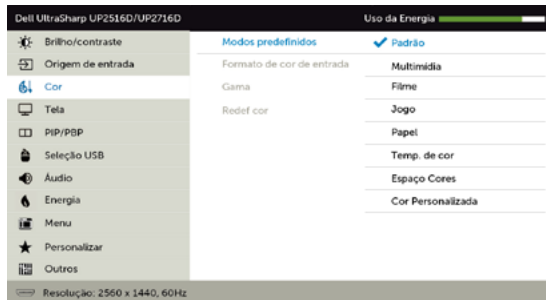 Dell UltraSharp UP2516D/UP2716D Uso da Energia
Brilho/contraste Modos predefinidos Padrão
Origem de entrada Formato de cor de entrada Multimídia
Cor Gama Filme
Tela Redef cor Jogo
PIP/PBP Papel
Seleção USB Temp. de cor
Áudio Espaço Cores
Energia Cor Personalizada
Menu
Personalizar
Outros
Resolução: 2560 x 1440, 60Hz